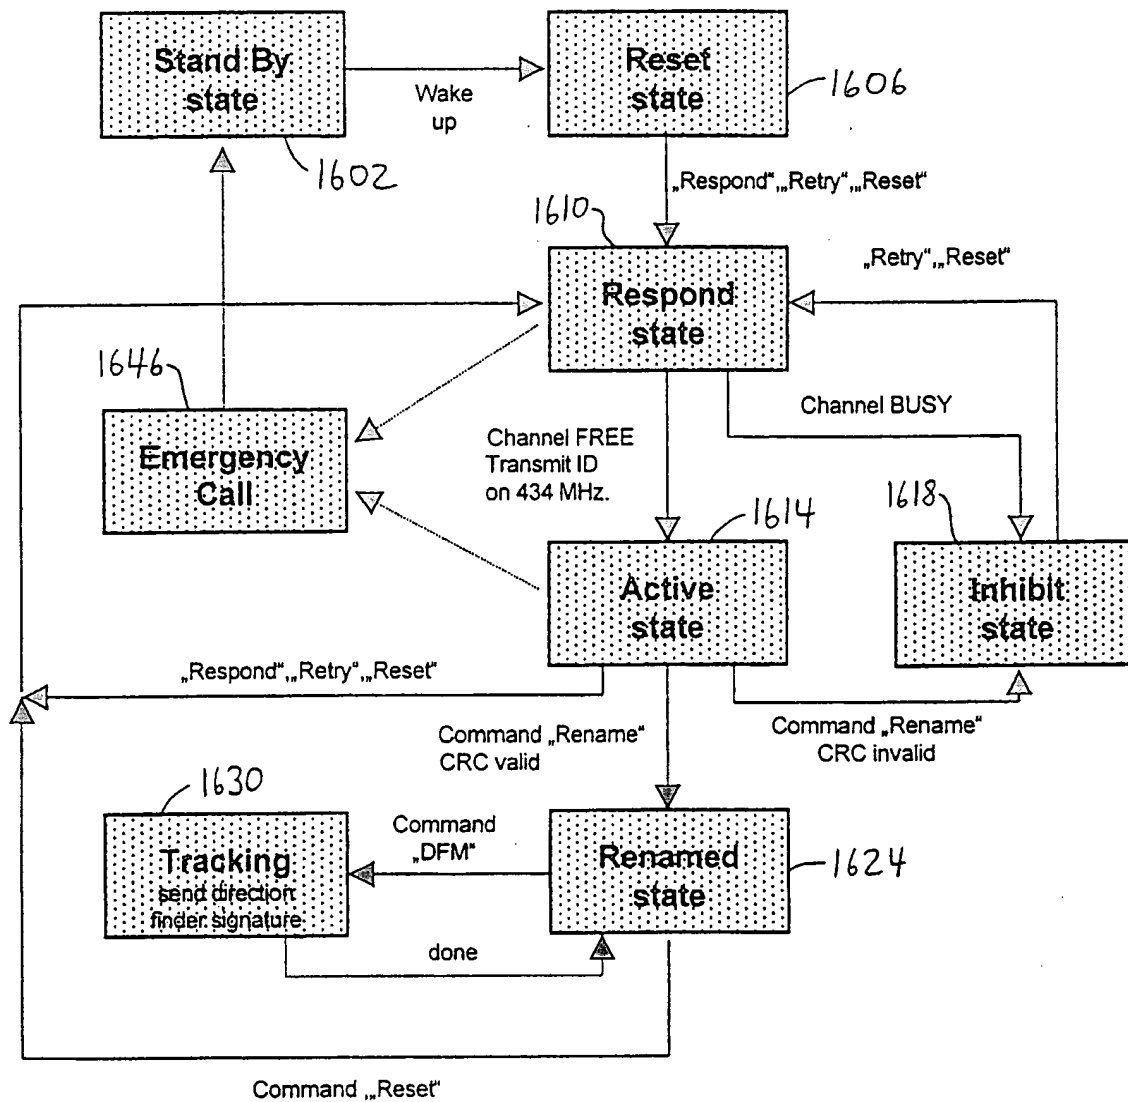 Stand By
state
Reset
state
Wake
up
1606
1602
„Respond“,„Retry“,„Reset“
1610
„Retry“,„Reset“
Respond
state
1646
Channel BUSY
Emergency
Call
Channel FREE
Transmit ID
on 434 MHz.
1614
1618
Active
state
Inhibit
state
„Respond“,„Retry“,„Reset“
Command „Rename“
CRC valid
Command „Rename“
CRC invalid
1630
Tracking
send direction
finder signature
Command
„DFM“
Renamed
state
1624
done
Command „„Reset“